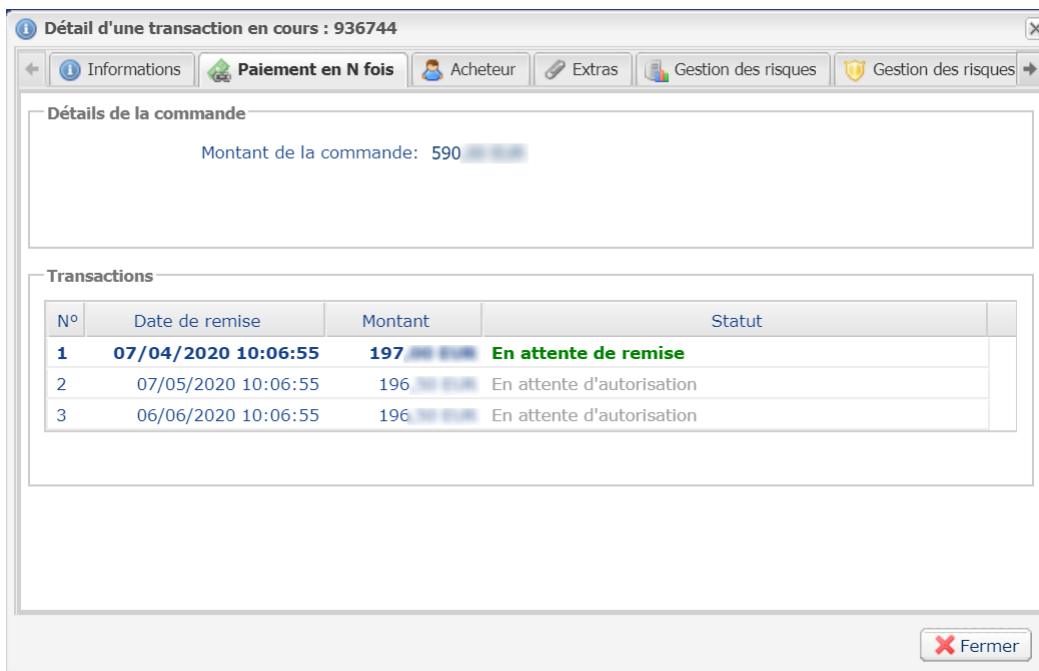 Détail d'une transaction en cours : 936744
Informations Paiement en N fois Acheteur Extras Gestion des risques Gestion des risques
Détails de la commande
Montant de la commande: 590
Transactions
N° Date de remise Montant Statut
1 07/04/2020 10:06:55 197 En attente de remise
2 07/05/2020 10:06:55 196 En attente d'autorisation
3 06/06/2020 10:06:55 196 En attente d'autorisation
Fermer